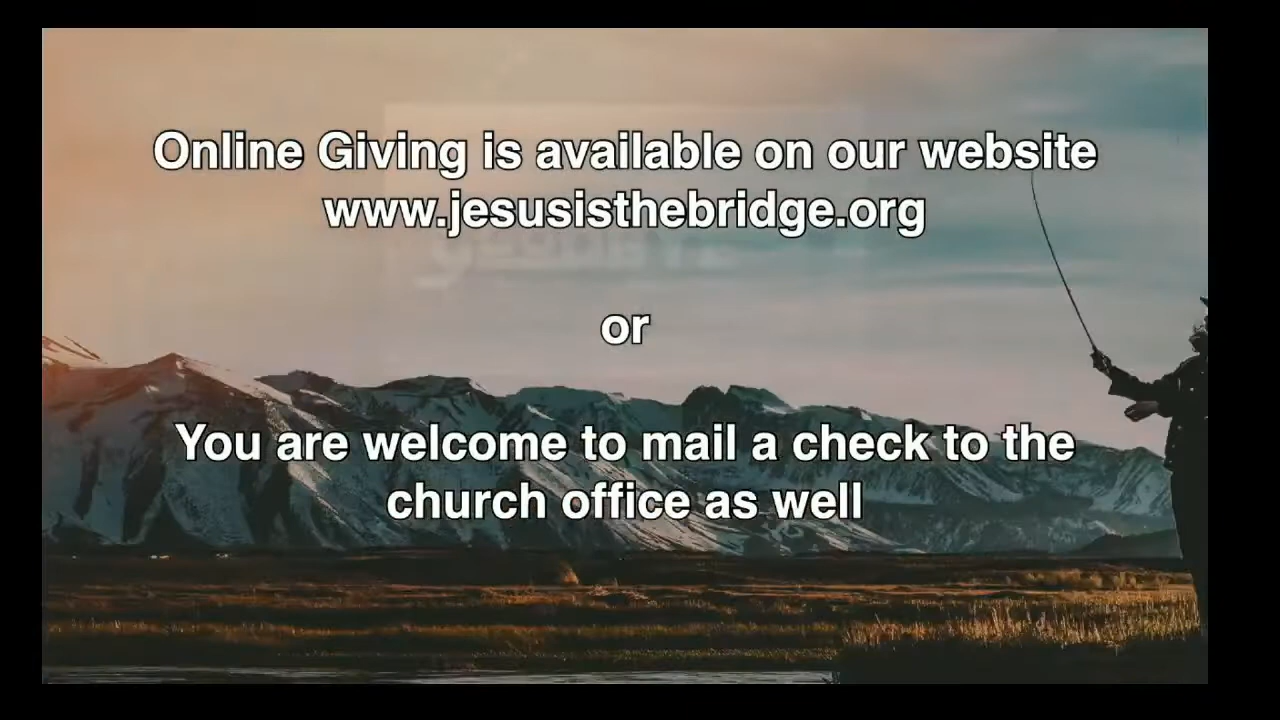 Online Giving is available on our website
www.jesusisthebridge.org
or
You are welcome to mail a check to the
church office as well